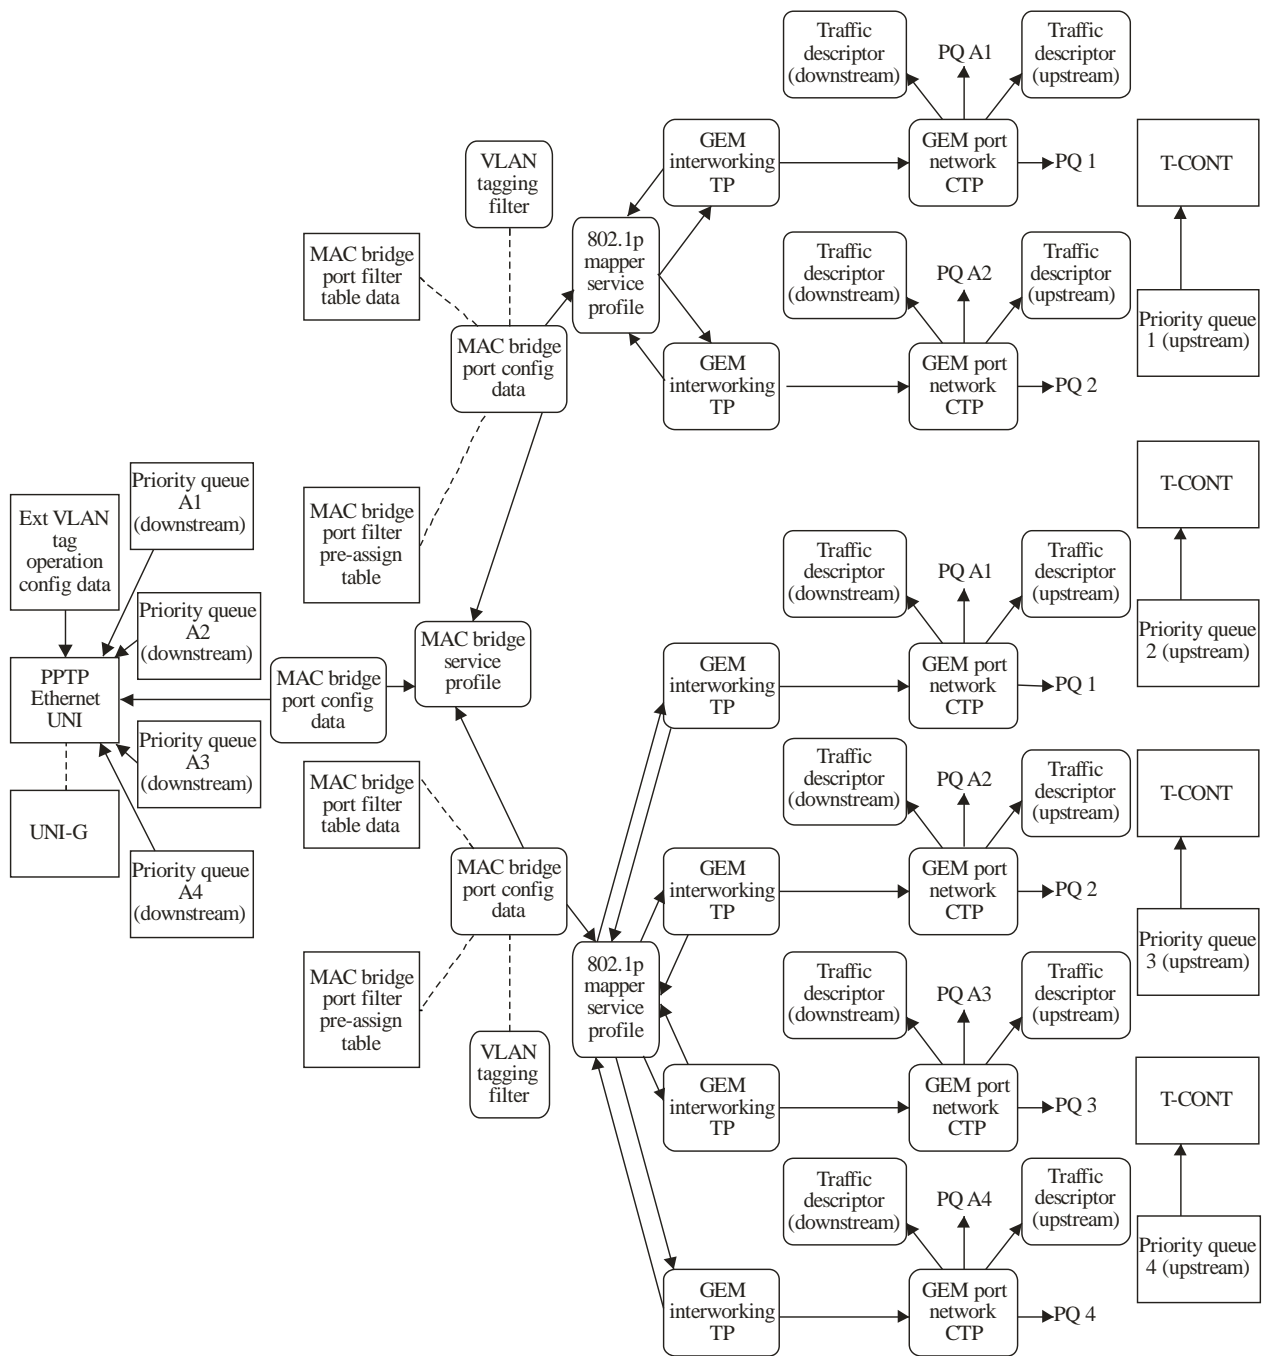 Traffic
descriptor
(downstream)
PQ A1
Traffic
descriptor
(upstream)
GEM
interworking
TP
GEM port
network
CTP
PQ 1
T-CONT
VLAN
tagging
filter
802.1p
mapper
service
profile
MAC bridge
port filter
table data
Traffic
descriptor
(downstream)
PQ A2
Traffic
descriptor
(upstream)
Priority queue
1 (upstream)
MAC bridge
port config
data
GEM
interworking
TP
GEM port
network
CTP
PQ 2
T-CONT
Priority queue
A1
(downstream)
Ext VLAN
tag
operation
config data
MAC bridge
port filter
pre-assign
table
Traffic
descriptor
(downstream)
PQ A1
Traffic
descriptor
(upstream)
Priority queue
A2
(downstream)
MAC bridge
service
profile
Priority queue
2 (upstream)
PPTP
Ethernet
UNI
MAC bridge
port config
data
GEM
interworking
TP
GEM port
network
CTP
PQ 1
Priority queue
A3
(downstream)
MAC bridge
port filter
table data
Traffic
descriptor
(downstream)
PQ A2
Traffic
descriptor
(upstream)
T-CONT
UNI-G
Priority queue
A4
(downstream)
MAC bridge
port config
data
GEM
interworking
TP
GEM port
network
CTP
PQ 2
Priority queue
3 (upstream)
MAC bridge
port filter
pre-assign
table
802.1p
mapper
service
profile
Traffic
descriptor
(downstream)
PQ A3
Traffic
descriptor
(upstream)
VLAN
tagging
filter
GEM
interworking
TP
GEM port
network
CTP
PQ 3
T-CONT
Traffic
descriptor
(downstream)
PQ A4
Traffic
descriptor
(upstream)
Priority queue
4 (upstream)
GEM
interworking
TP
GEM port
network
CTP
PQ 4